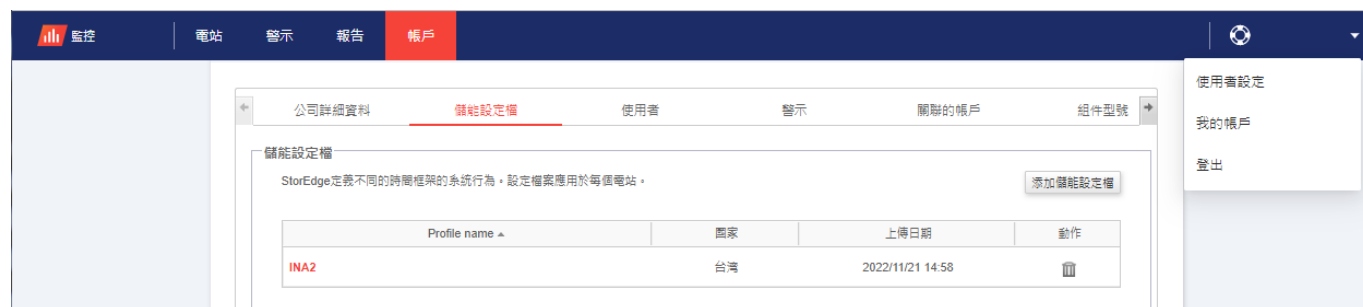 監控 電站 警示 報告 帳戶
使用者設定
我的帳戶
登出
公司詳細資料 儲能設定檔 使用者 警示 關聯的帳戶 組件型號
儲能設定檔
StorEdge定義不同的時間框架的系統行為。設定檔案應用於每個電站。 添加儲能設定檔
Profile name 國家 上傳日期 動作
INA2 台湾 2022/11/21 14:58